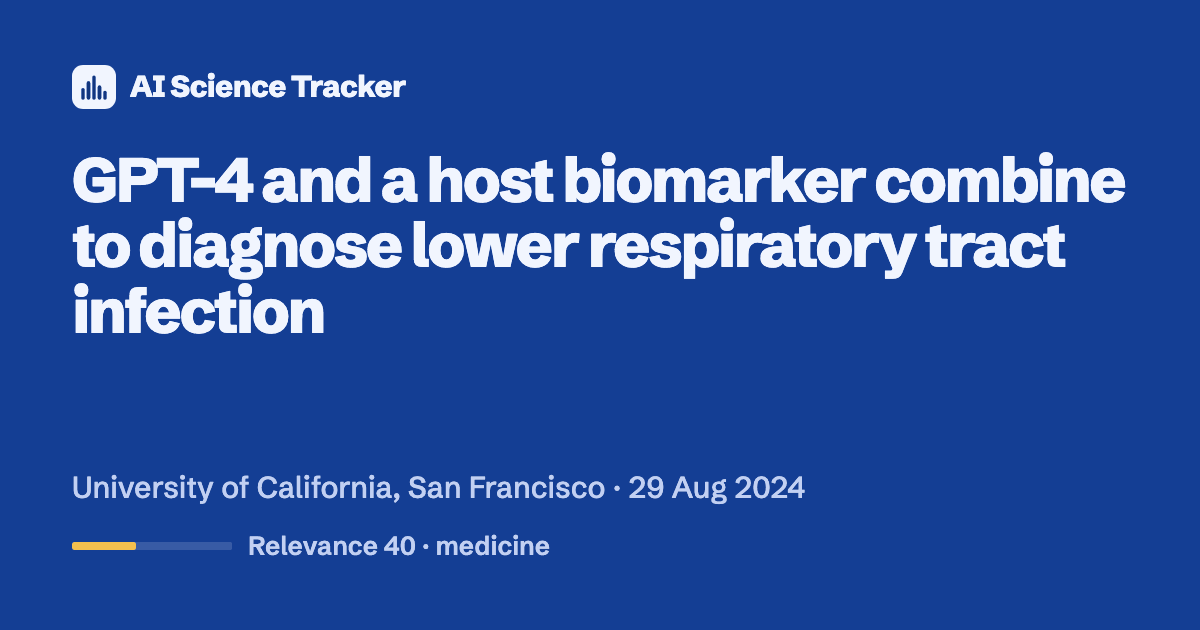 AI Science Tracker
GPT-4 and a host biomarker combine
to diagnose lower respiratory tract
infection
University of California, San Francisco · 29 Aug 2024
Relevance 40 · medicine